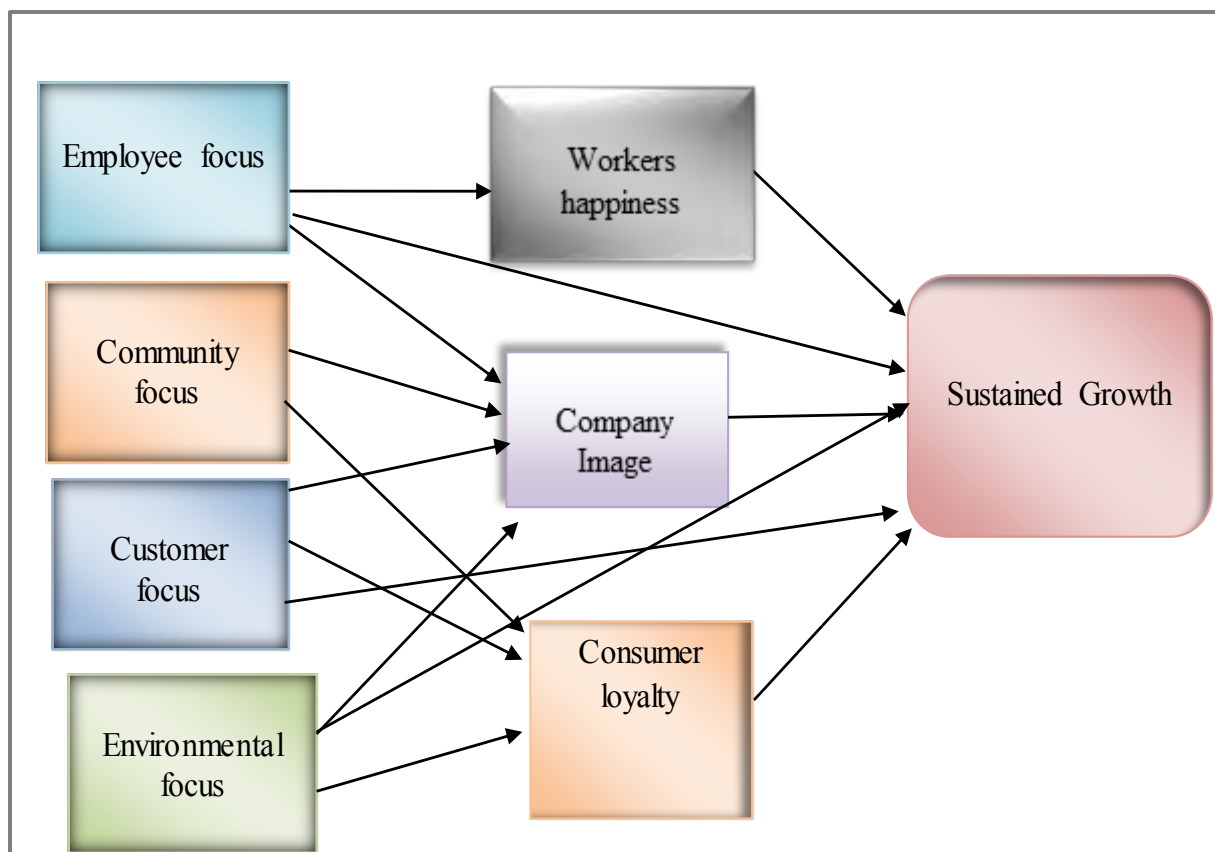 Employee focus
Workers
happiness
Community
focus
Company
Image
Sustained Growth
Customer
focus
Consumer
loyalty
Environmental
focus